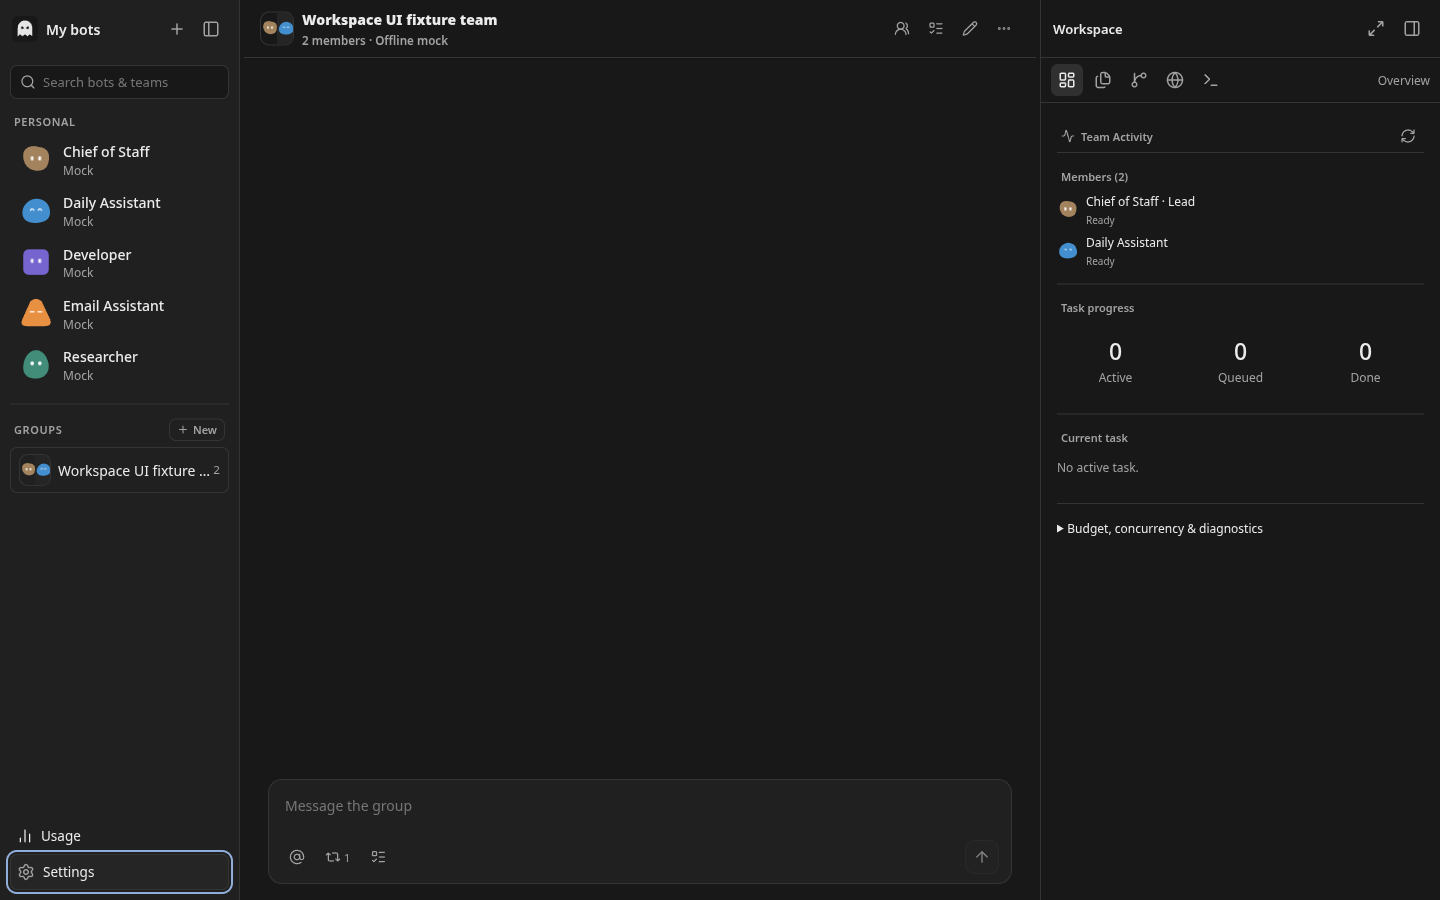 My bots
Search bots & teams
PERSONAL
Chief of Staff
Mock
Daily Assistant
Mock
Developer
Mock
Email Assistant
Mock
Researcher
Mock
GROUPS
New
Workspace UI fixture ... 2
Usage
Settings
Workspace UI fixture team
2 members · Offline mock
Message the group
1
Workspace
Overview
Team Activity
Members (2)
Chief of Staff · Lead
Ready
Daily Assistant
Ready
Task progress
0 0 0
Active Queued Done
Current task
No active task.
Budget, concurrency & diagnostics